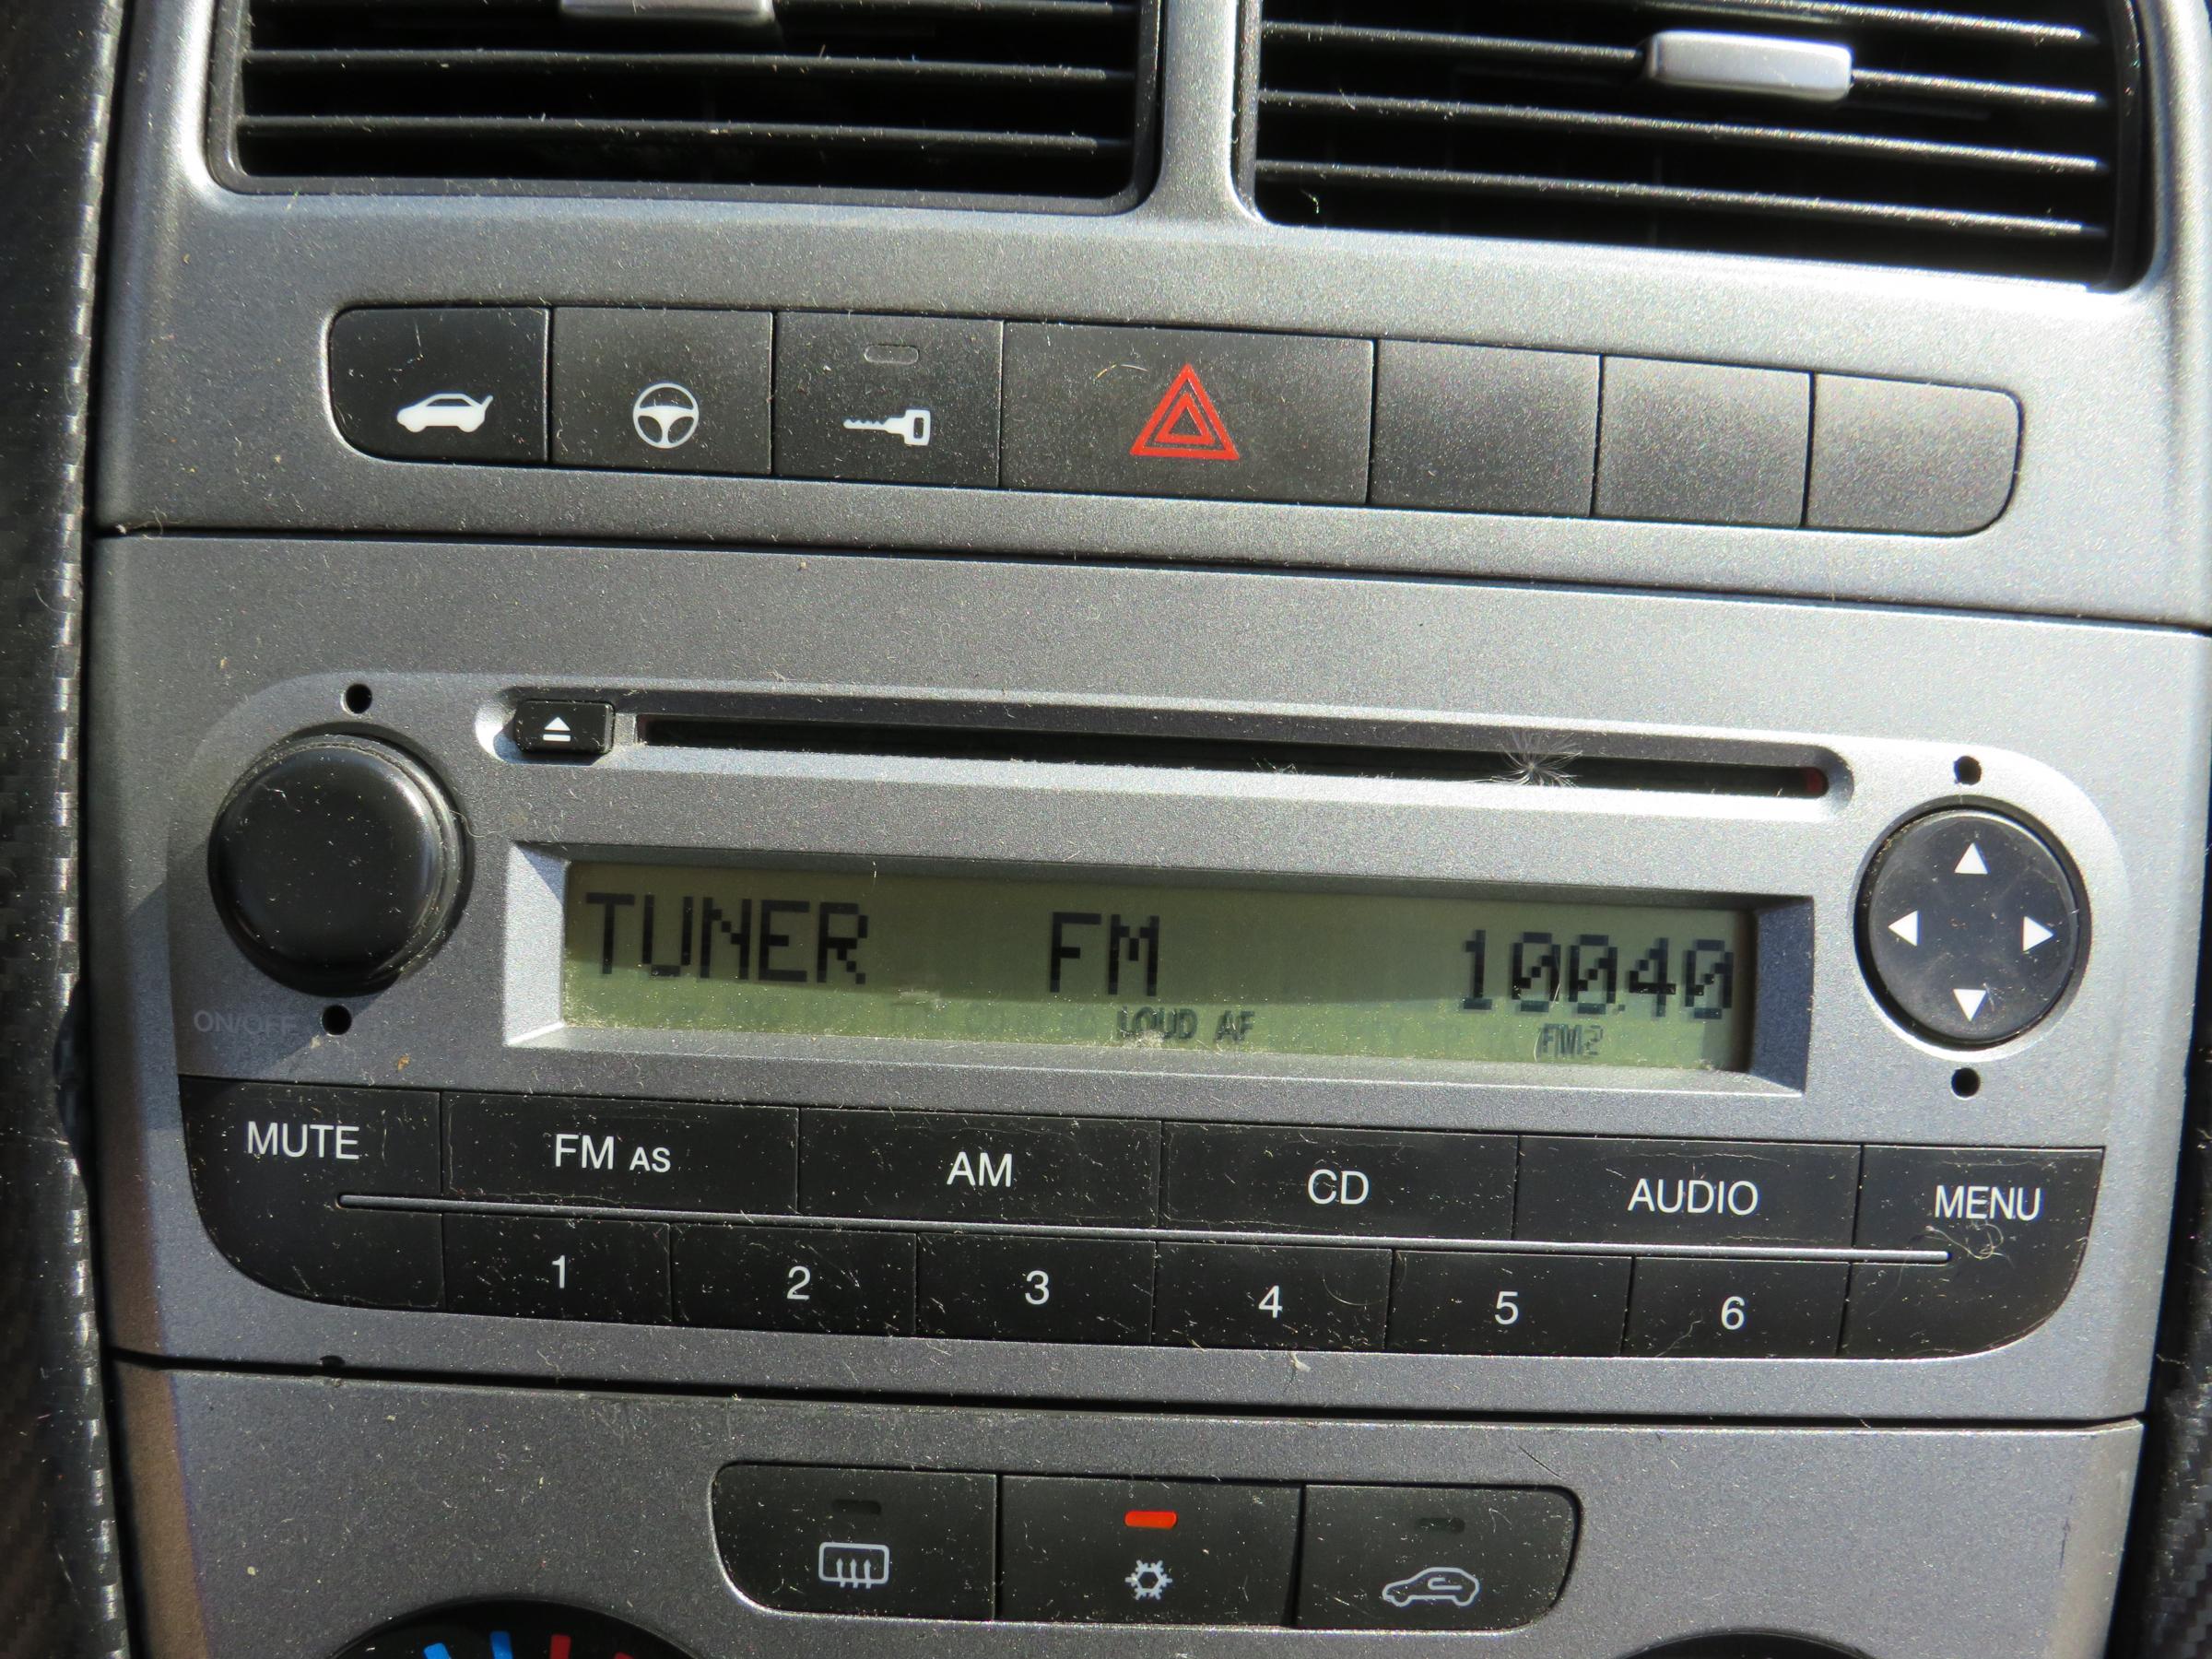 TUNER FM 100.40
LOUD AF FM2
ON/OFF
MUTE FM AS AM CD AUDIO MENU
1 2 3 4 5 6